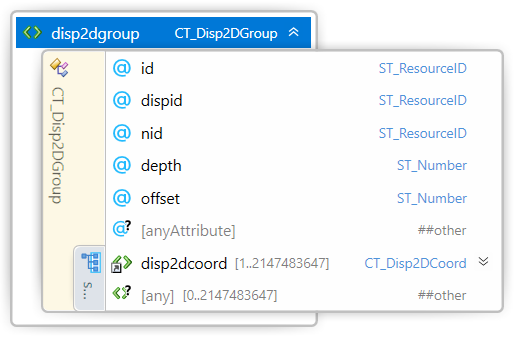 disp2dgroup CT_Disp2DGroup
CT_Disp2DGroup
id ST_ResourceID
dispid ST_ResourceID
nid ST_ResourceID
depth ST_Number
offset ST_Number
[anyAttribute] ##other
S...
disp2dcoord [1..2147483647] CT_Disp2DCoord
[any] [0..2147483647] ##other